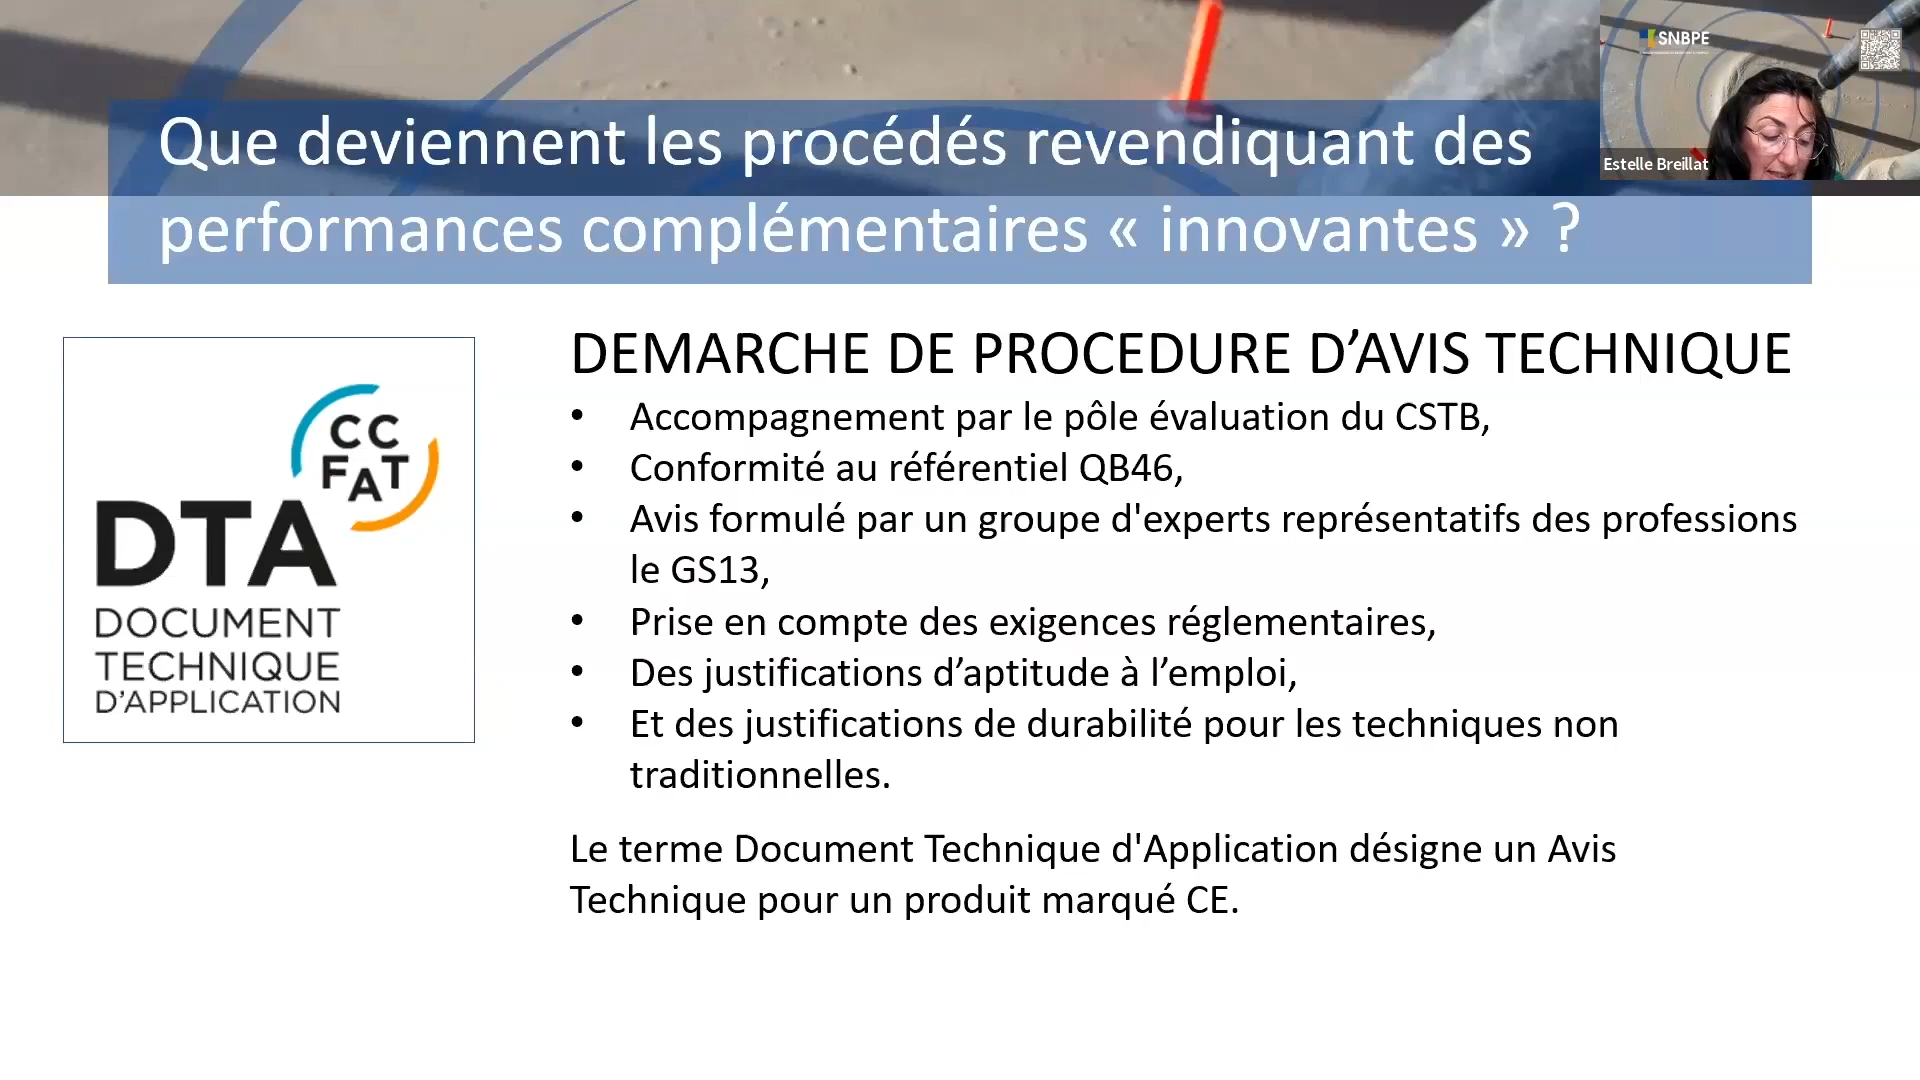 SNBPE
Estelle Breillat
Que deviennent les procédés revendiquant des
performances complémentaires « innovantes » ?
CC
FAT
DTA
DOCUMENT
TECHNIQUE
D'APPLICATION
DEMARCHE DE PROCEDURE D’AVIS TECHNIQUE
• Accompagnement par le pôle évaluation du CSTB,
• Conformité au référentiel QB46,
• Avis formulé par un groupe d'experts représentatifs des professions
le GS13,
• Prise en compte des exigences réglementaires,
• Des justifications d’aptitude à l’emploi,
• Et des justifications de durabilité pour les techniques non
traditionnelles.
Le terme Document Technique d'Application désigne un Avis
Technique pour un produit marqué CE.